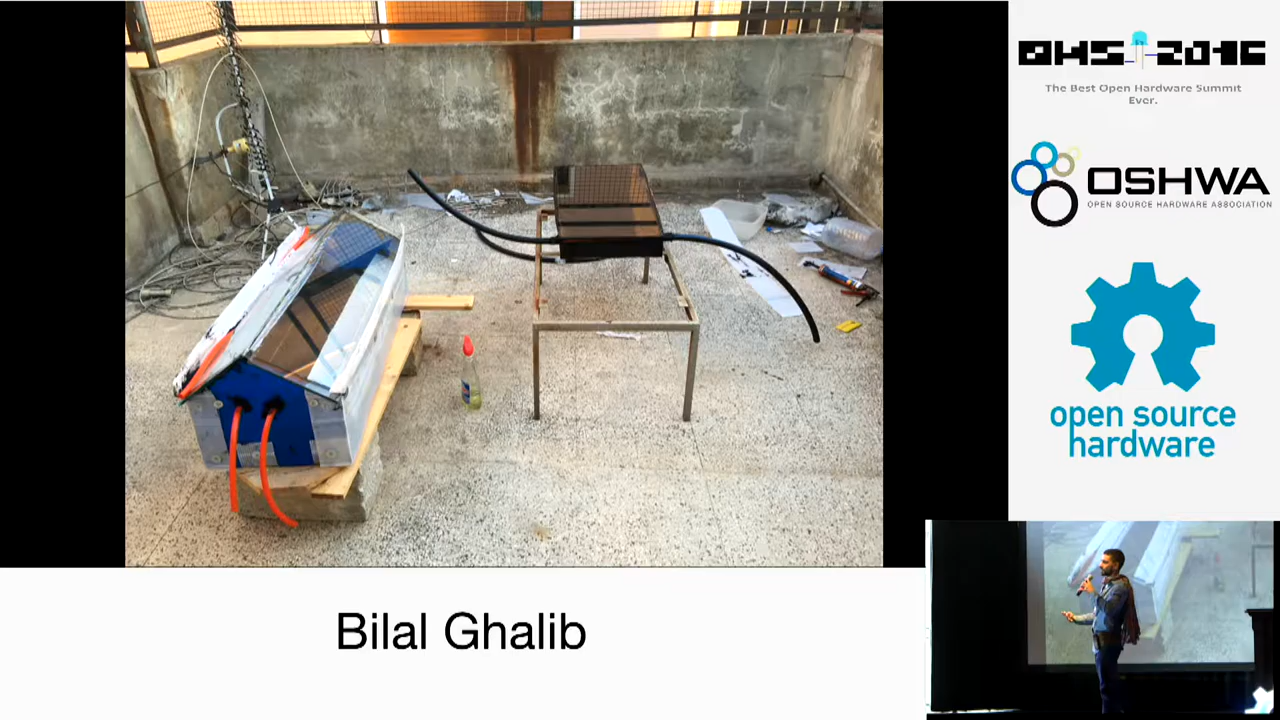 OHS 2016
The Best Open Hardware Summit
Ever.
OSHWA
OPEN SOURCE HARDWARE ASSOCIATION
open source
hardware
Bilal Ghalib